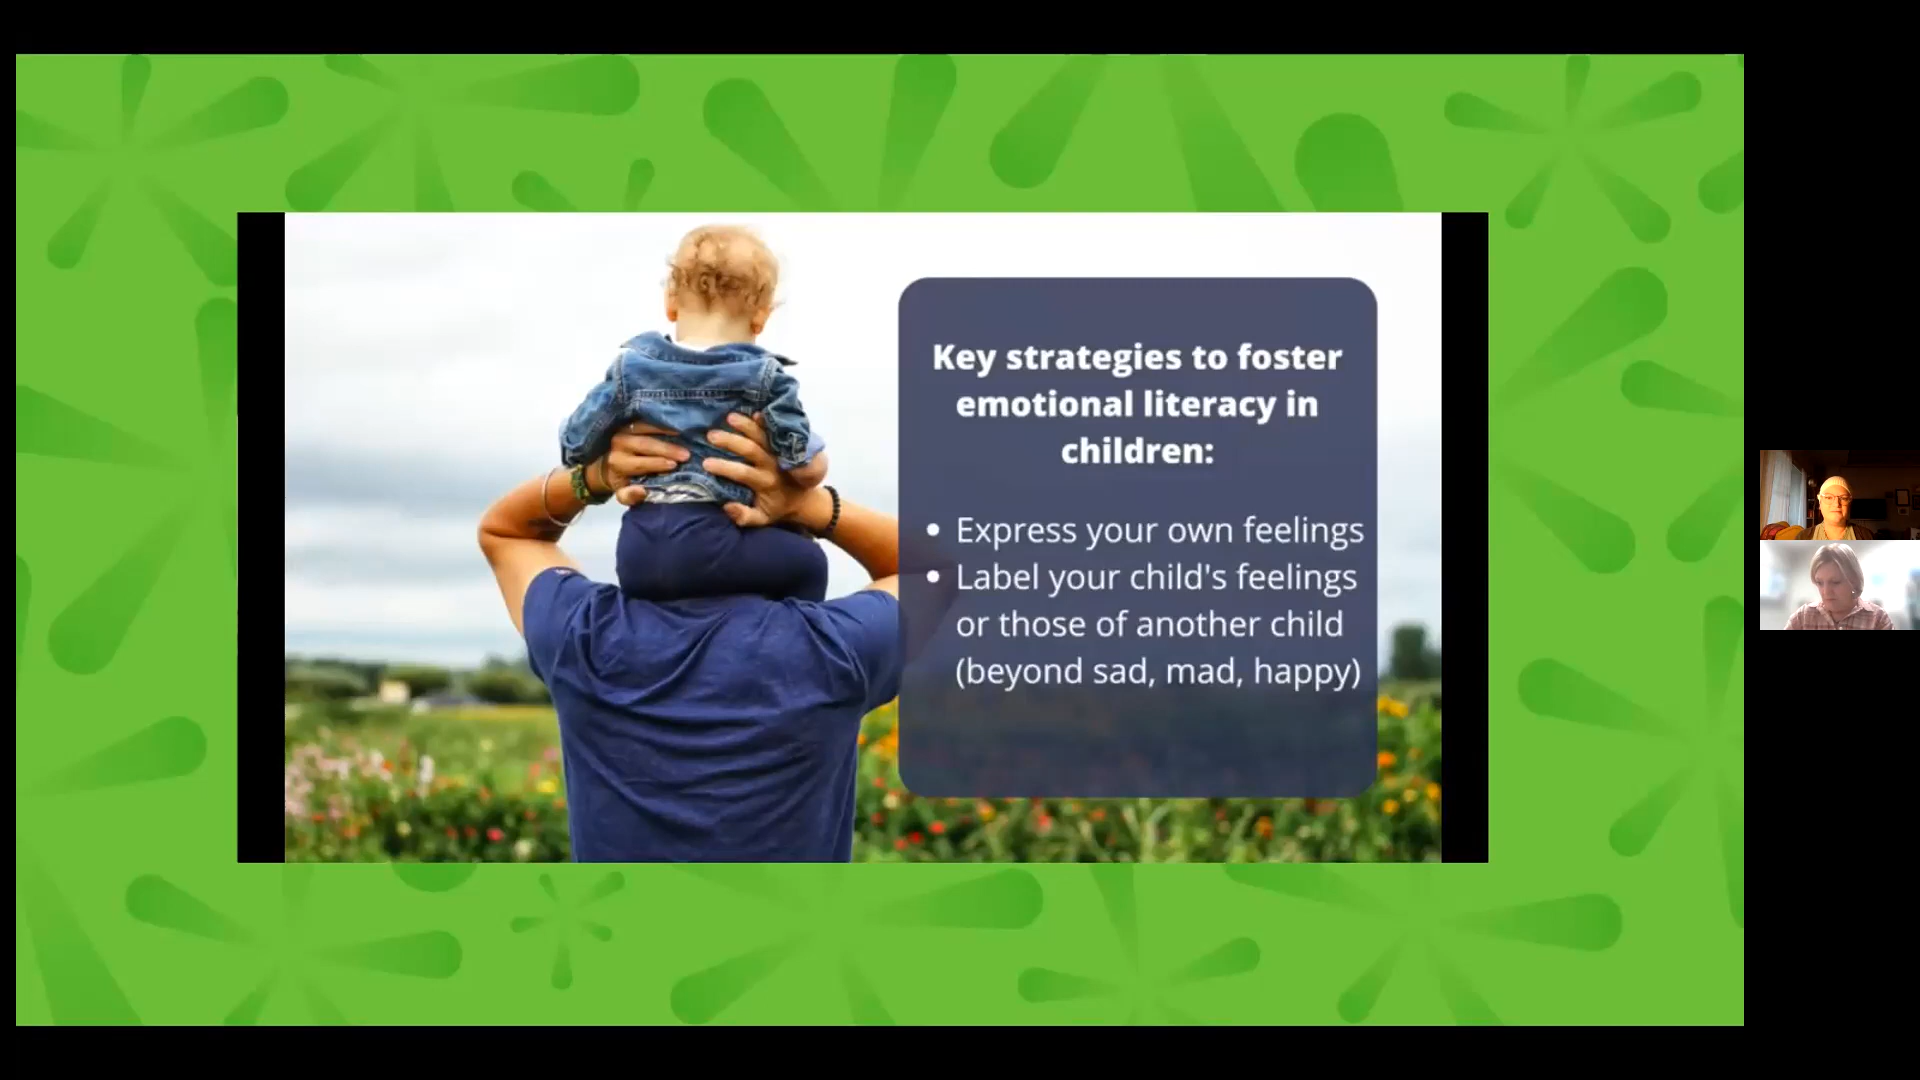 Key strategies to foster
emotional literacy in
children:
• Express your own feelings
• Label your child's feelings
or those of another child
(beyond sad, mad, happy)